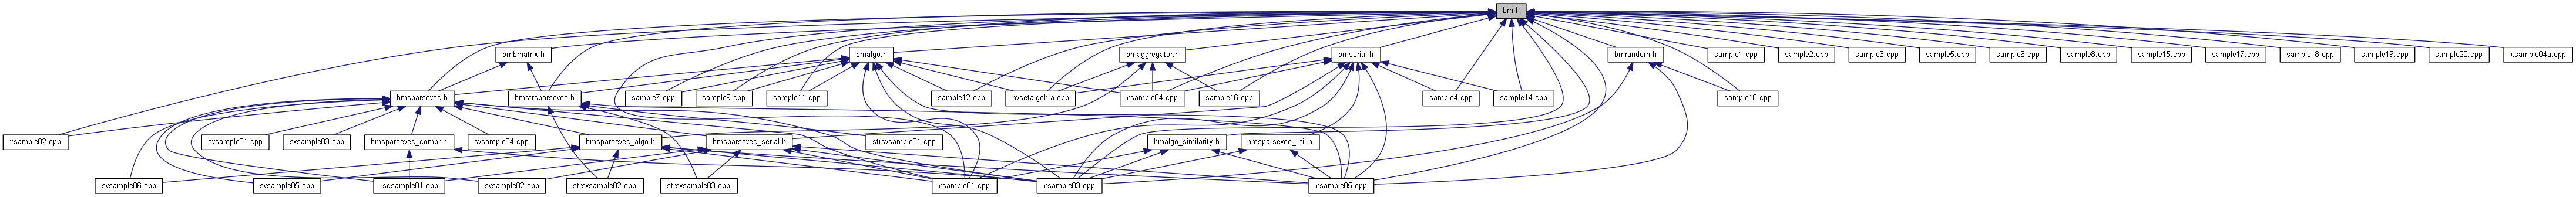 bm.h
bmbmatrix.h
bmalgo.h
bmaggregator.h
bmserial.h
bmrandom.h
sample1.cpp
sample2.cpp
sample3.cpp
sample5.cpp
sample6.cpp
sample8.cpp
sample15.cpp
sample17.cpp
sample18.cpp
sample19.cpp
sample20.cpp
xsample04a.cpp
bmsparsevec.h
bmstrsparsevec.h
sample7.cpp
sample9.cpp
sample11.cpp
sample12.cpp
bvsetalgebra.cpp
xsample04.cpp
sample16.cpp
sample4.cpp
sample14.cpp
sample10.cpp
xsample02.cpp
svsample01.cpp
svsample03.cpp
bmsparsevec_compr.h
svsample04.cpp
bmsparsevec_algo.h
bmsparsevec_serial.h
strsvsample01.cpp
bmalgo_similarity.h
bmsparsevec_util.h
svsample06.cpp
svsample05.cpp
rscsample01.cpp
svsample02.cpp
strsvsample02.cpp
strsvsample03.cpp
xsample01.cpp
xsample03.cpp
xsample05.cpp